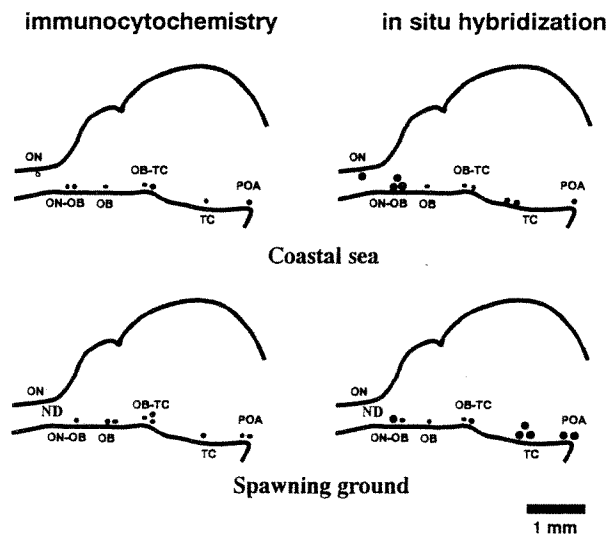 immunocytochemistry in situ hybridization
ON OB-TC POA
ON-OB OB TC
ON OB-TC POA
ON-OB OB TC
Coastal sea
ON ND OB-TC POA
ON-OB OB TC
ON ND OB-TC POA
ON-OB OB TC
Spawning ground
1 mm